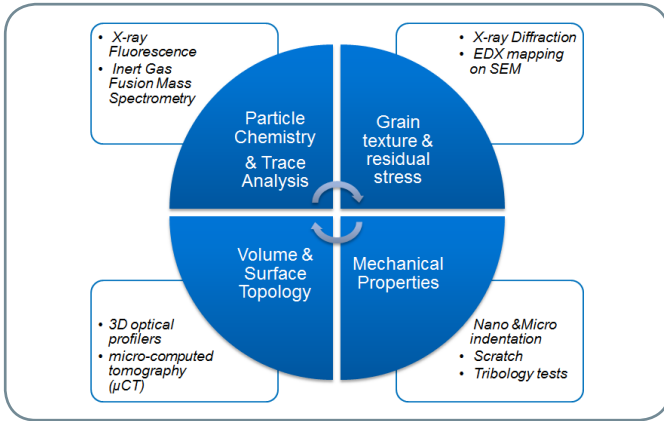 • X-ray
Fluorescence
• Inert Gas
Fusion Mass
Spectrometry
• X-ray Diffraction
• EDX mapping
on SEM
Particle
Chemistry
& Trace
Analysis
Grain
texture &
residual
stress
Volume &
Surface
Topology
Mechanical
Properties
• 3D optical
profilers
• micro-computed
tomography
(µCT)
Nano &Micro
indentation
• Scratch
• Tribology tests